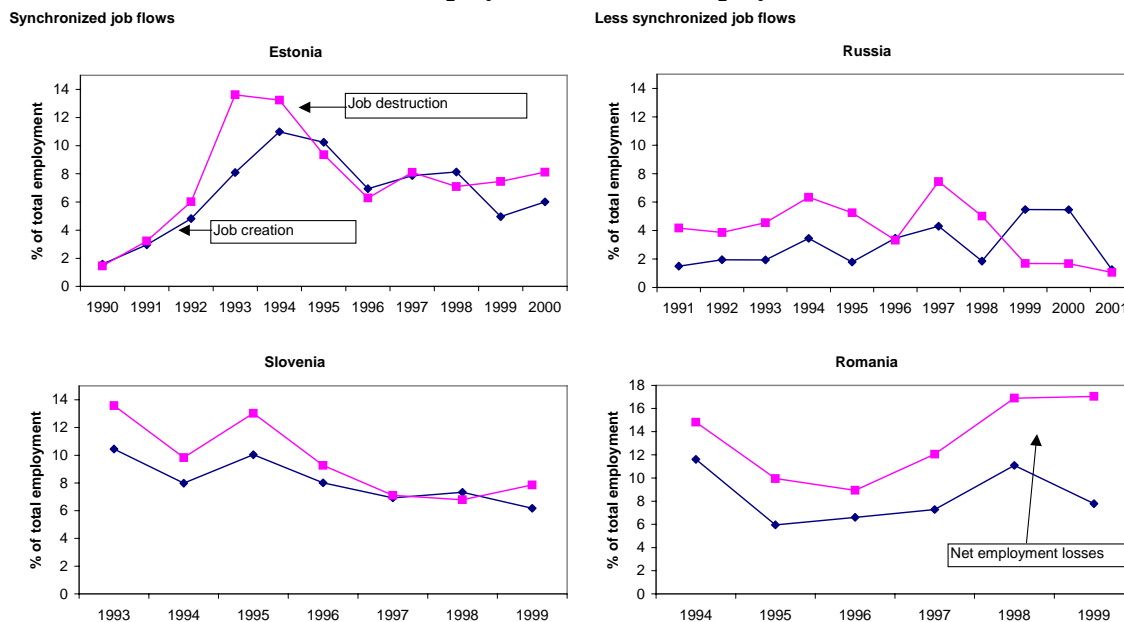 Synchronized job flows
Less synchronized job flows
Estonia
% of total employment
14
12
10
8
6
4
2
0
Job destruction
Job creation
1990 1991 1992 1993 1994 1995 1996 1997 1998 1999 2000
Russia
% of total employment
14
12
10
8
6
4
2
0
1991 1992 1993 1994 1995 1996 1997 1998 1999 2000 2001
Slovenia
% of total employment
14
12
10
8
6
4
2
0
1993 1994 1995 1996 1997 1998 1999
Romania
% of total employment
18
16
14
12
10
8
6
4
2
0
Net employment losses
1994 1995 1996 1997 1998 1999